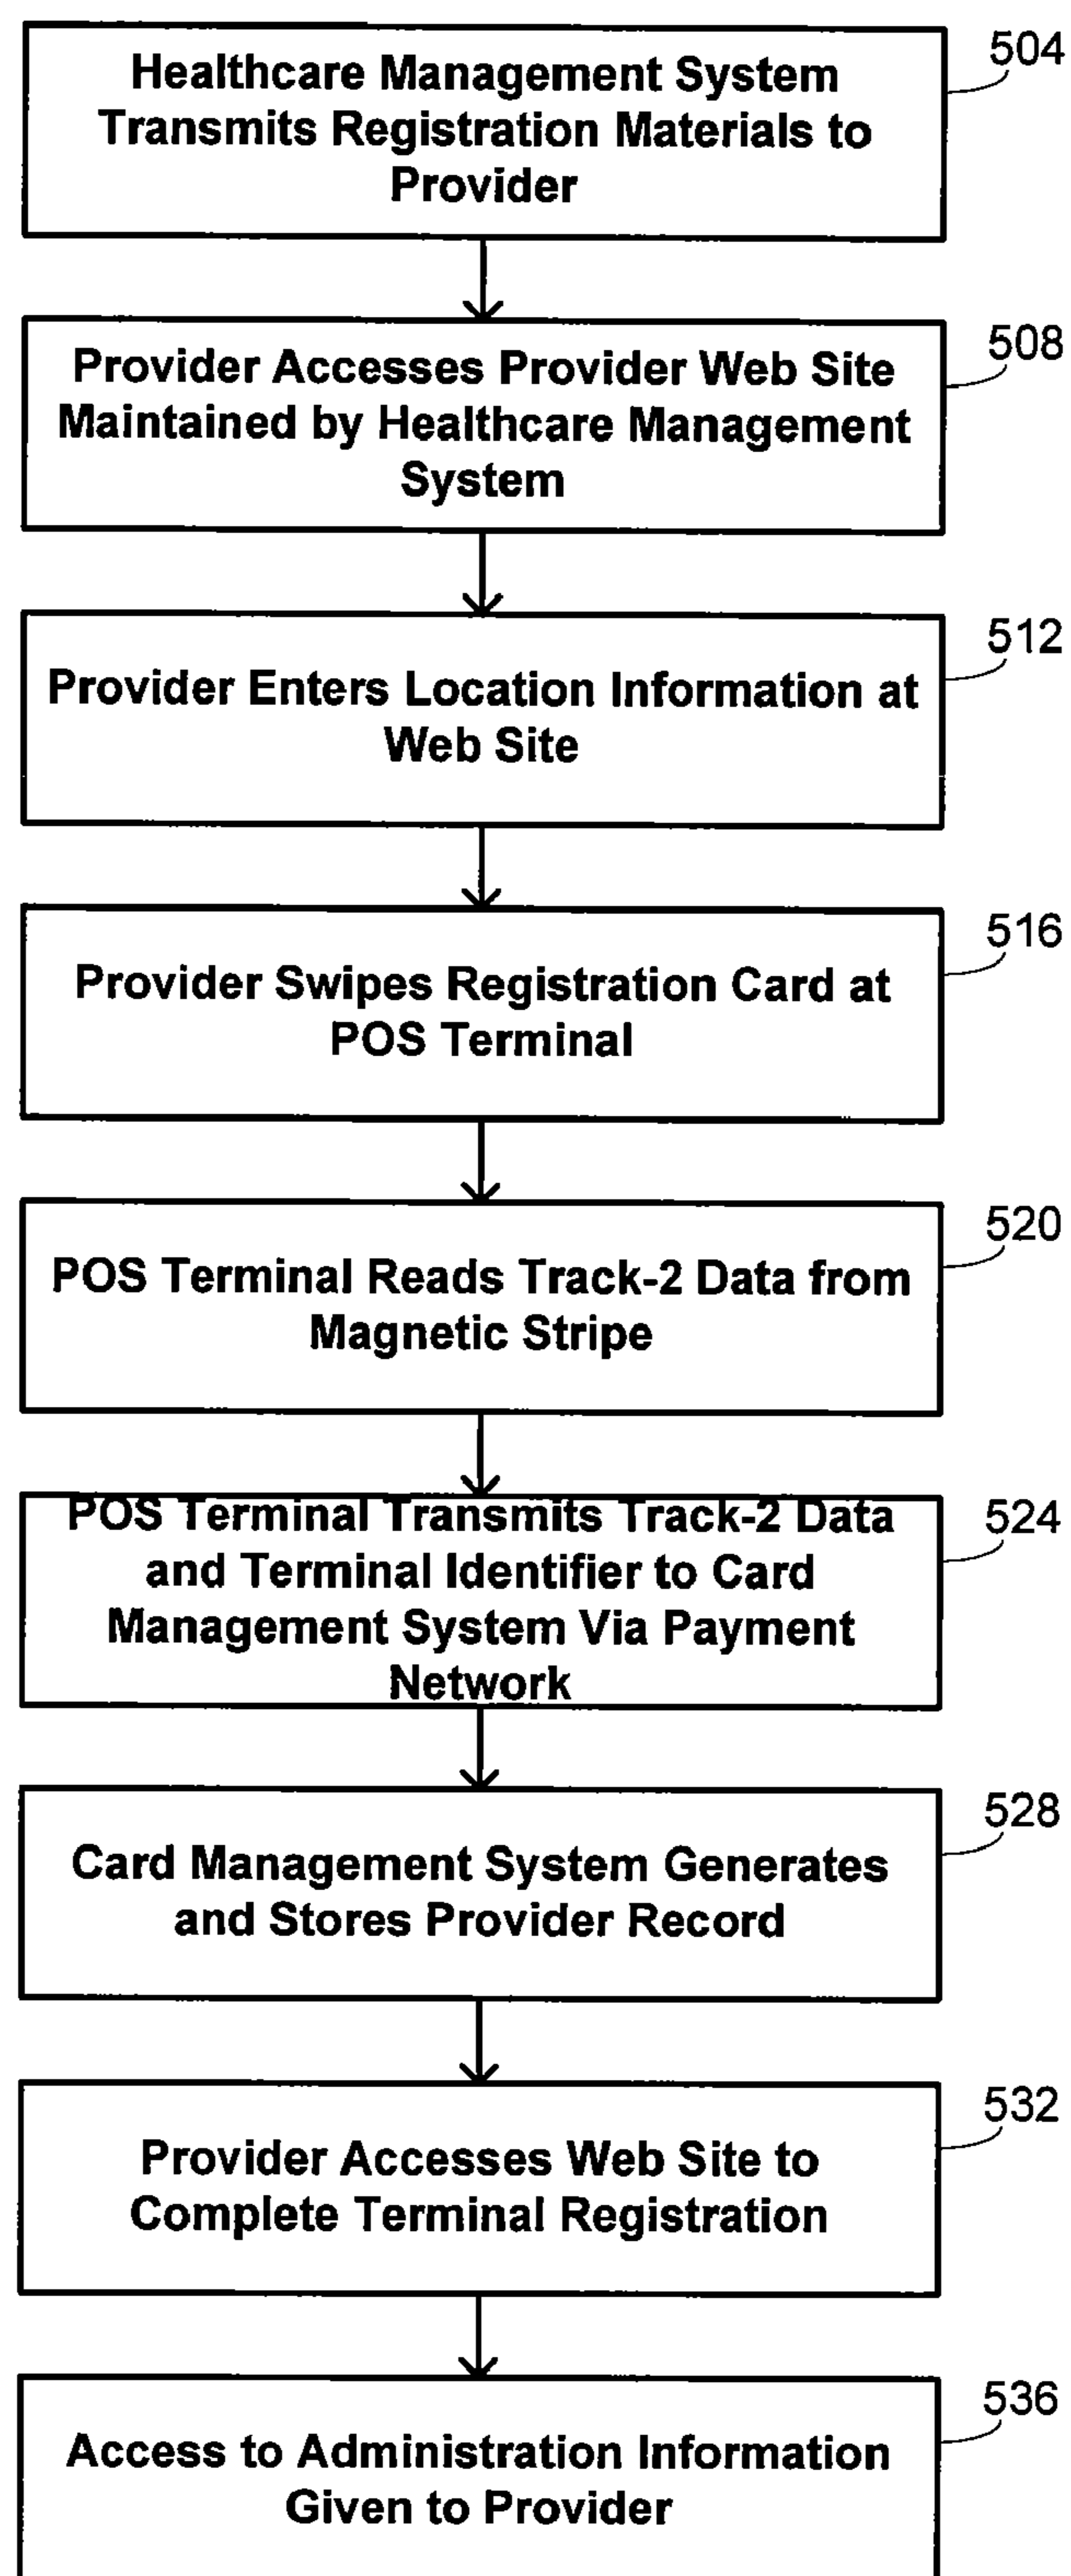 504
Healthcare Management System
Transmits Registration Materials to
Provider
508
Provider Accesses Provider Web Site
Maintained by Healthcare Management
System
512
Provider Enters Location Information at
Web Site
516
Provider Swipes Registration Card at
POS Terminal
520
POS Terminal Reads Track-2 Data from
Magnetic Stripe
524
POS Terminal Transmits Track-2 Data
and Terminal Identifier to Card
Management System Via Payment
Network
528
Card Management System Generates
and Stores Provider Record
532
Provider Accesses Web Site to
Complete Terminal Registration
536
Access to Administration Information
Given to Provider